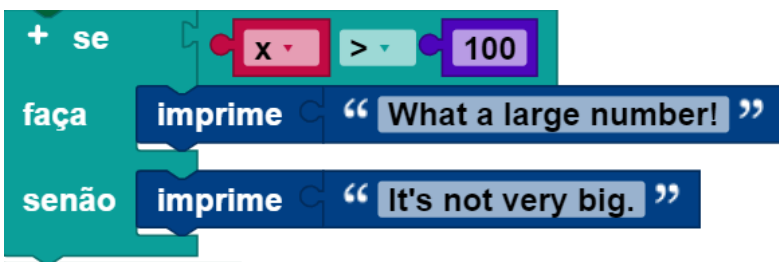 + se x > 100
faça imprime “ What a large number! ”
senão imprime “ It's not very big. ”